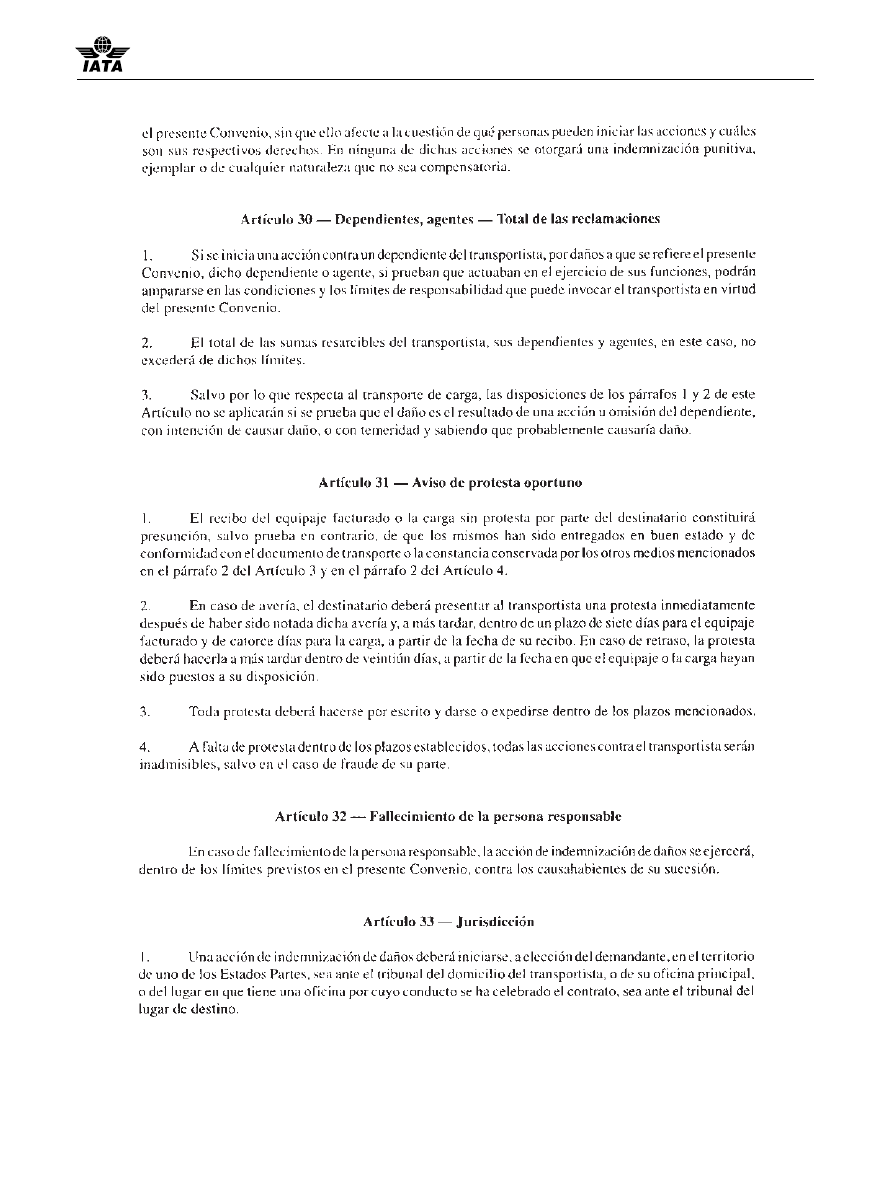 IATA
el presente Convenio, sin que ello afecte a la cuestión de qué personas pueden iniciar las acciones y cuáles
son sus respectivos derechos. En ninguna de dichas acciones se otorgará una indemnización punitiva,
ejemplar o de cualquier naturaleza que no sea compensatoria.
Artículo 30 — Dependientes, agentes — Total de las reclamaciones
1. Si se inicia una acción contra un dependiente del transportista, por daños a que se refiere el presente
Convenio, dicho dependiente o agente, si prueban que actuaban en el ejercicio de sus funciones, podrán
ampararse en las condiciones y los límites de responsabilidad que puede invocar el transportista en virtud
del presente Convenio.
2. El total de las sumas resarcibles del transportista, sus dependientes y agentes, en este caso, no
excederá de dichos límites.
3. Salvo por lo que respecta al transporte de carga, las disposiciones de los párrafos 1 y 2 de este
Artículo no se aplicarán si se prueba que el daño es el resultado de una acción u omisión del dependiente,
con intención de causar daño, o con temeridad y sabiendo que probablemente causaría daño.
Artículo 31 — Aviso de protesta oportuno
1. El recibo del equipaje facturado o la carga sin protesta por parte del destinatario constituirá
presunción, salvo prueba en contrario, de que los mismos han sido entregados en buen estado y de
conformidad con el documento de transporte o la constancia conservada por los otros medios mencionados
en el párrafo 2 del Artículo 3 y en el párrafo 2 del Artículo 4.
2. En caso de avería, el destinatario deberá presentar al transportista una protesta inmediatamente
después de haber sido notada dicha avería y, a más tardar, dentro de un plazo de siete días para el equipaje
facturado y de catorce días para la carga, a partir de la fecha de su recibo. En caso de retraso, la protesta
deberá hacerla a más tardar dentro de veintiún días, a partir de la fecha en que el equipaje o la carga hayan
sido puestos a su disposición.
3. Toda protesta deberá hacerse por escrito y darse o expedirse dentro de los plazos mencionados.
4. A falta de protesta dentro de los plazos establecidos, todas las acciones contra el transportista serán
inadmisibles, salvo en el caso de fraude de su parte.
Artículo 32 — Fallecimiento de la persona responsable
En caso de fallecimiento de la persona responsable, la acción de indemnización de daños se ejercerá,
dentro de los límites previstos en el presente Convenio, contra los causahabientes de su sucesión.
Artículo 33 — Jurisdicción
1. Una acción de indemnización de daños deberá iniciarse, a elección del demandante, en el territorio
de uno de los Estados Partes, sea ante el tribunal del domicilio del transportista, o de su oficina principal,
o del lugar en que tiene una oficina por cuyo conducto se ha celebrado el contrato, sea ante el tribunal del
lugar de destino.